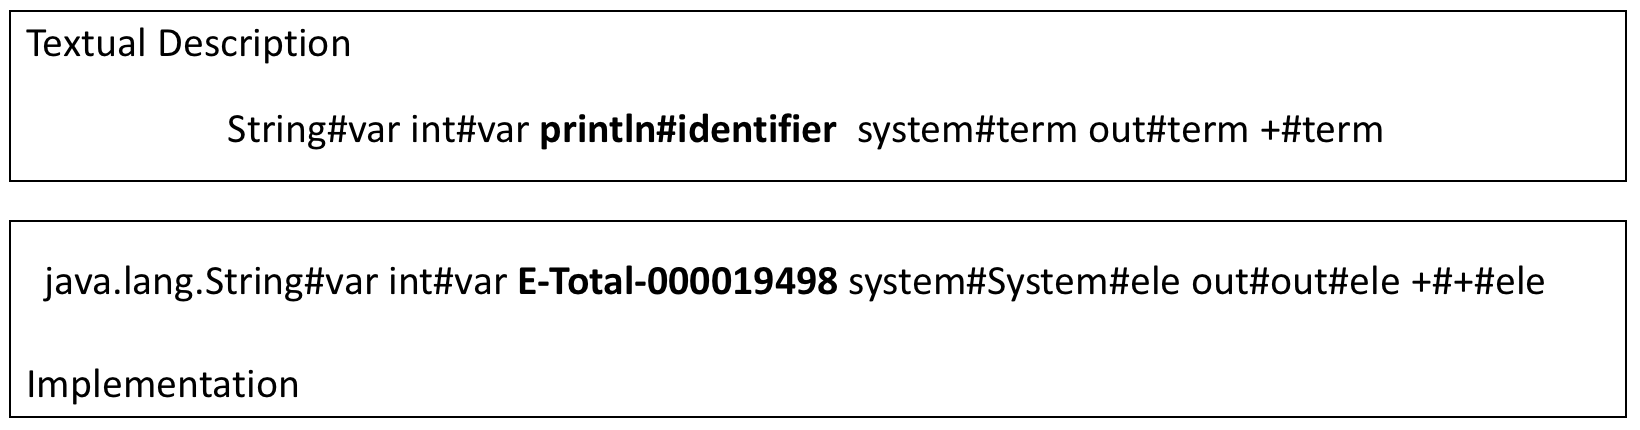 Textual Description
String#var int#var println#identifier system#term out#term +#term
java.lang.String#var int#var E-Total-000019498 system#System#ele out#out#ele +#+#ele
Implementation